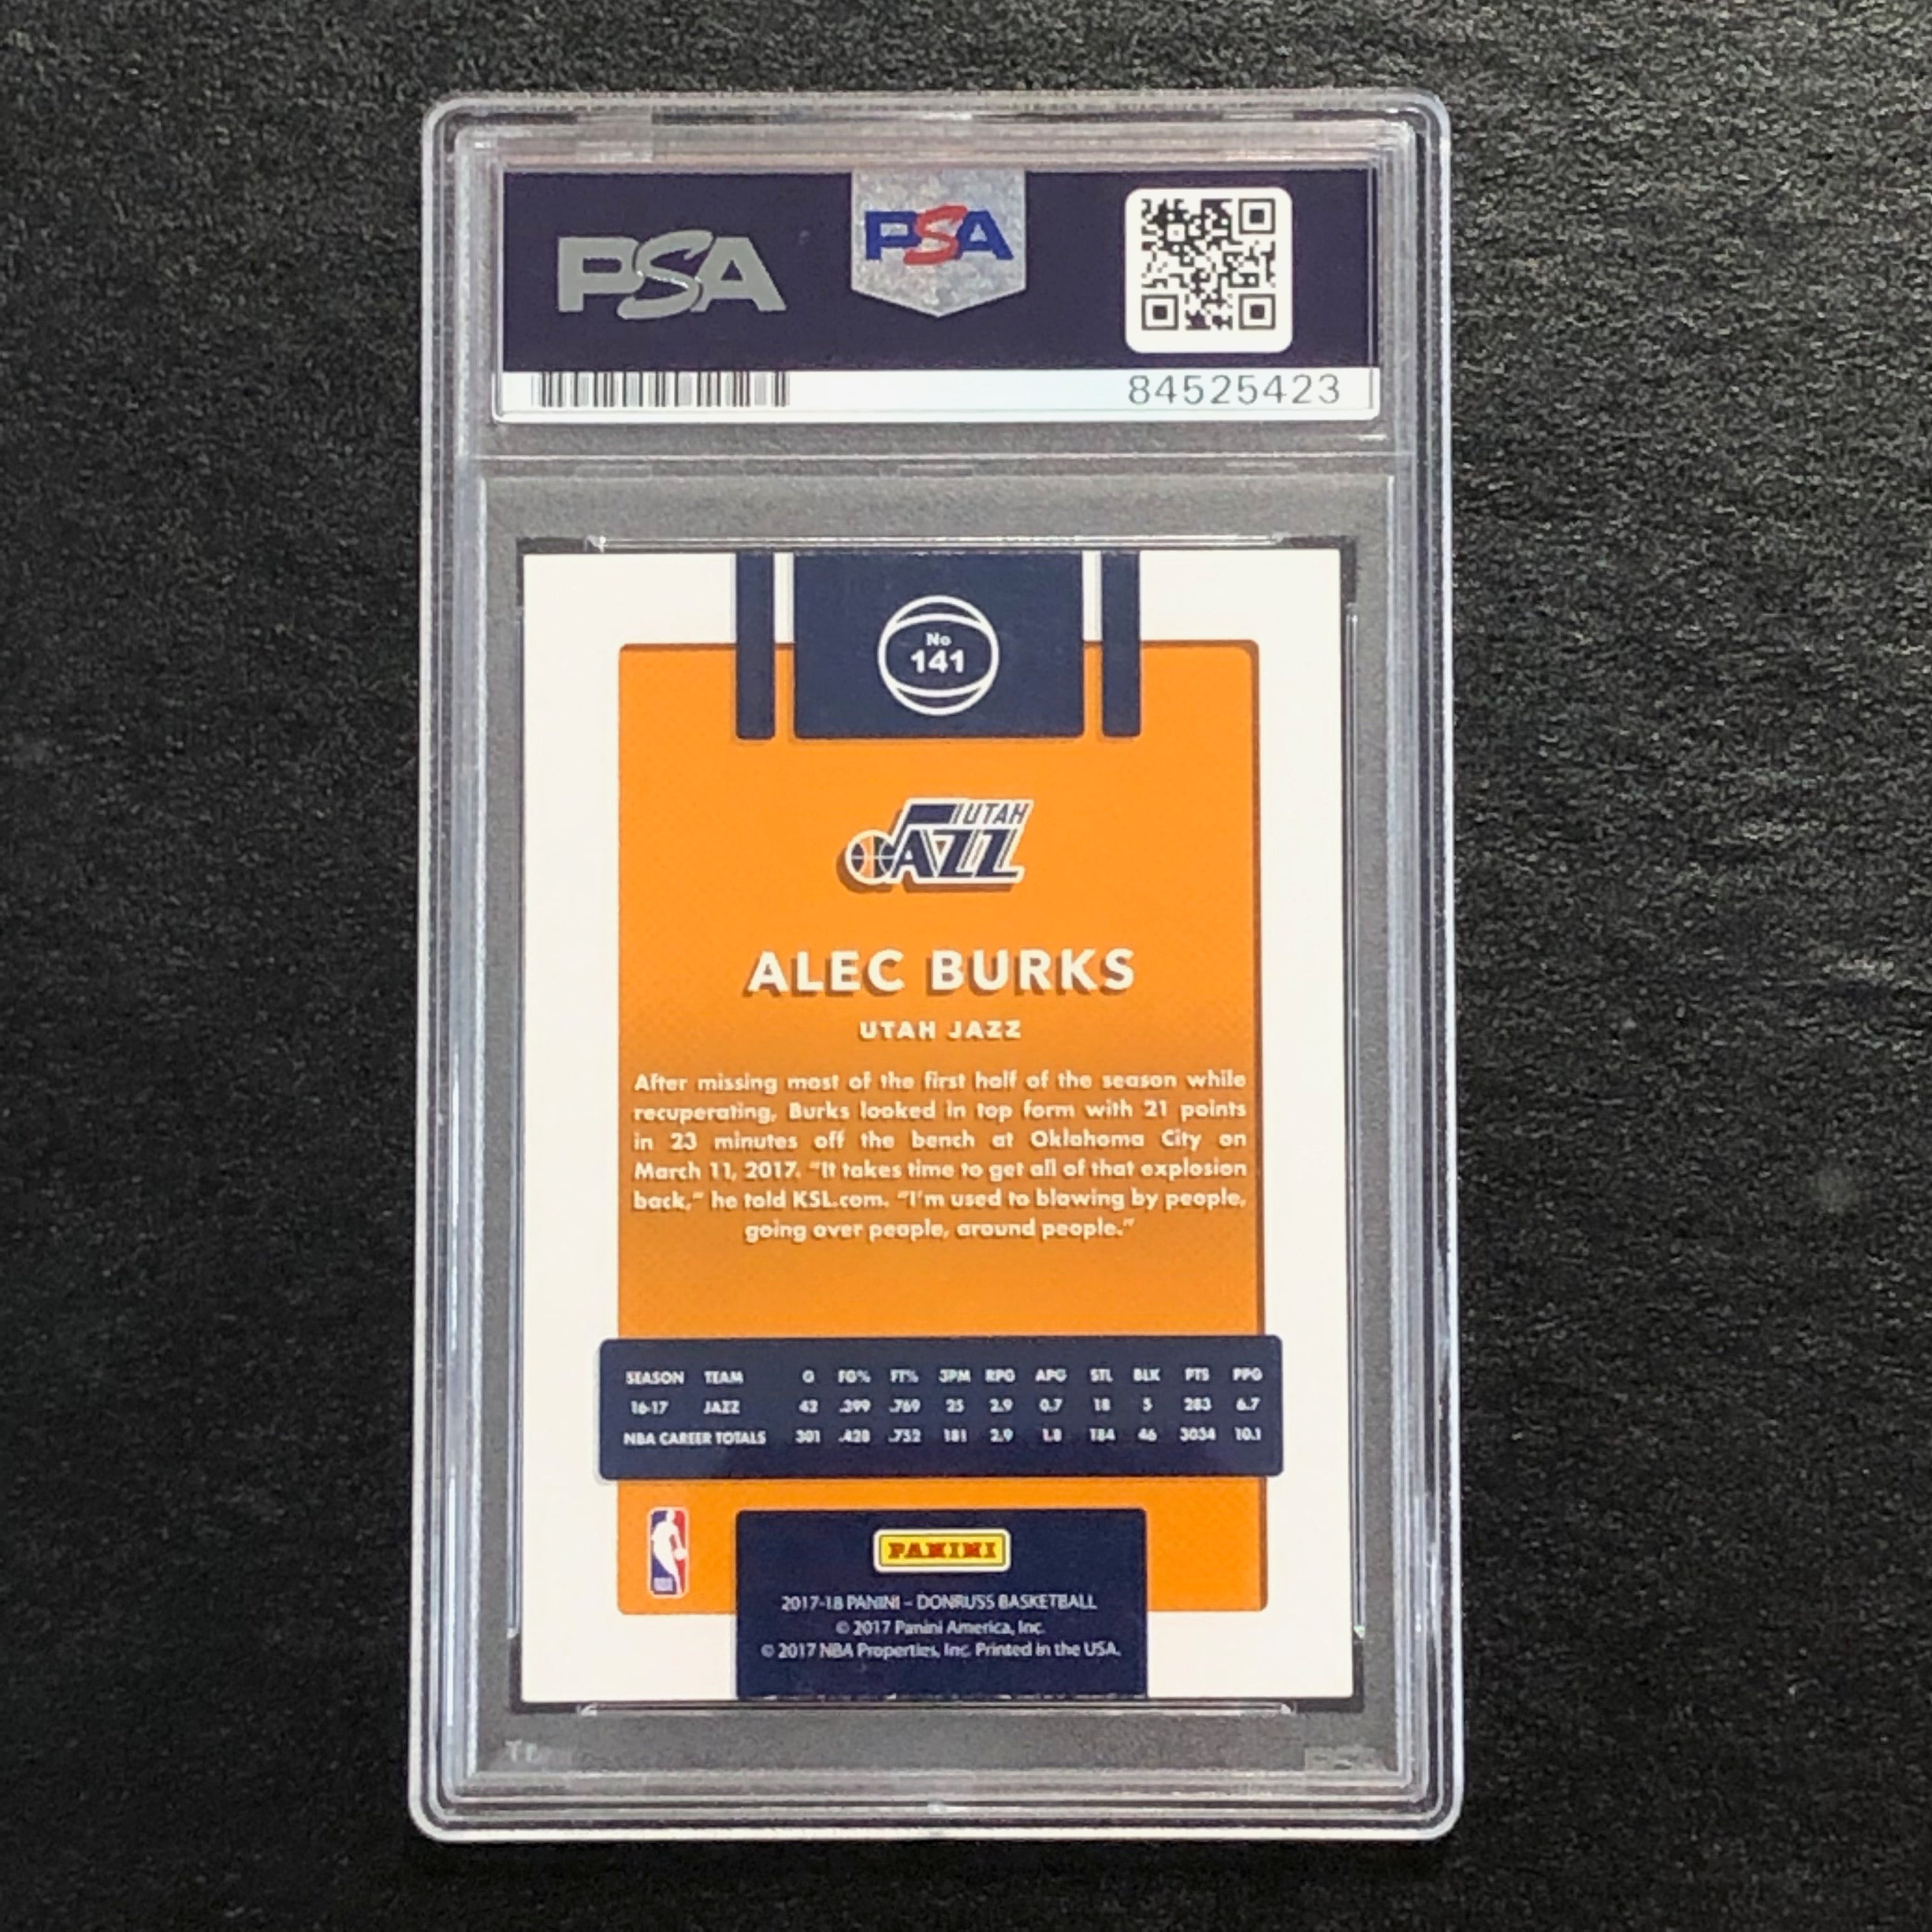 PSA
PSA
84525423
No
141
UTAH
JAZZ
ALEC BURKS
UTAH JAZZ
After missing most of the first half of the season while
recuperating, Burks looked in top form with 21 points
in 23 minutes off the bench at Oklahoma City on
March 11, 2017. "It takes time to get all of that explosion
back," he told KSL.com. "I'm used to blowing by people,
going over people, around people."
SEASON TEAM G FG% FT% 3PM RPG APG STL BLK PTS PPG
16-17 JAZZ 42 .399 .769 25 2.9 0.7 18 5 283 6.7
NBA CAREER TOTALS 301 .428 .752 181 2.9 1.8 184 46 3034 10.1
PANINI
2017-18 PANINI – DONRUSS BASKETBALL
© 2017 Panini America, Inc.
© 2017 NBA Properties, Inc. Printed in the USA.
PSA